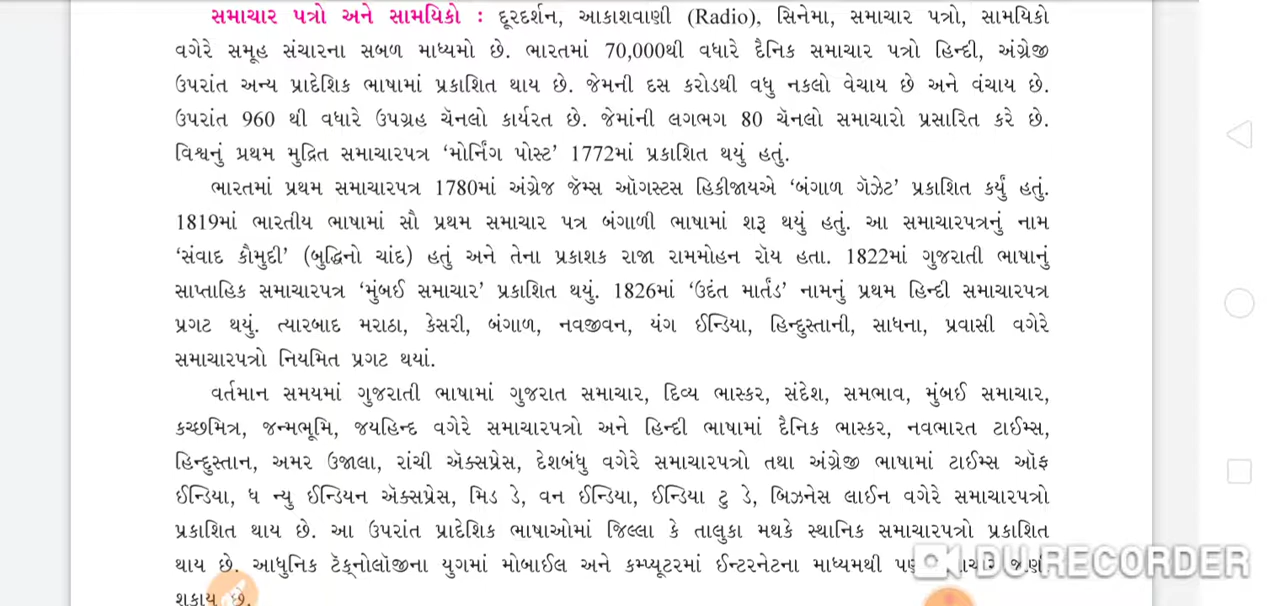 સમાચાર પત્રો અને સામયિકો : દૂરદર્શન, આકાશવાણી (Radio), સિનેમા, સમાચાર પત્રો, સામયિકો
વગેરે સમૂહ સંચારના સબળ માધ્યમો છે. ભારતમાં 70,000થી વધારે દૈનિક સમાચાર પત્રો હિન્દી, અંગ્રેજી
ઉપરાંત અન્ય પ્રાદેશિક ભાષામાં પ્રકાશિત થાય છે. જેમની દસ કરોડથી વધુ નકલો વેચાય છે અને વંચાય છે.
ઉપરાંત 960 થી વધારે ઉપગ્રહ ચૅનલો કાર્યરત છે. જેમાંની લગભગ 80 ચૅનલો સમાચારો પ્રસારિત કરે છે.
વિશ્વનું પ્રથમ મુદ્રિત સમાચારપત્ર ‘મોર્નિંગ પોસ્ટ’ 1772માં પ્રકાશિત થયું હતું.
ભારતમાં પ્રથમ સમાચારપત્ર 1780માં અંગ્રેજ જૅમ્સ ઑગસ્ટસ હિકીજાયએ ‘બંગાળ ગૅઝેટ’ પ્રકાશિત કર્યું હતું.
1819માં ભારતીય ભાષામાં સૌ પ્રથમ સમાચાર પત્ર બંગાળી ભાષામાં શરૂ થયું હતું. આ સમાચારપત્રનું નામ
‘સંવાદ કૌમુદી’ (બુદ્ધિનો ચાંદ) હતું અને તેના પ્રકાશક રાજા રામમોહન રૉય હતા. 1822માં ગુજરાતી ભાષાનું
સાપ્તાહિક સમાચારપત્ર ‘મુંબઈ સમાચાર’ પ્રકાશિત થયું. 1826માં ‘ઉદંત માર્તંડ’ નામનું પ્રથમ હિન્દી સમાચારપત્ર
પ્રગટ થયું. ત્યારબાદ મરાઠા, કેસરી, બંગાળ, નવજીવન, યંગ ઈન્ડિયા, હિન્દુસ્તાની, સાધના, પ્રવાસી વગેરે
સમાચારપત્રો નિયમિત પ્રગટ થયાં.
વર્તમાન સમયમાં ગુજરાતી ભાષામાં ગુજરાત સમાચાર, દિવ્ય ભાસ્કર, સંદેશ, સમભાવ, મુંબઈ સમાચાર,
કચ્છમિત્ર, જન્મભૂમિ, જયહિન્દ વગેરે સમાચારપત્રો અને હિન્દી ભાષામાં દૈનિક ભાસ્કર, નવભારત ટાઈમ્સ,
હિન્દુસ્તાન, અમર ઉજાલા, રાંચી ઍક્સપ્રેસ, દેશબંધુ વગેરે સમાચારપત્રો તથા અંગ્રેજી ભાષામાં ટાઈમ્સ ઑફ
ઈન્ડિયા, ધ ન્યુ ઈન્ડિયન ઍક્સપ્રેસ, મિડ ડે, વન ઈન્ડિયા, ઈન્ડિયા ટુ ડે, બિઝનેસ લાઈન વગેરે સમાચારપત્રો
પ્રકાશિત થાય છે. આ ઉપરાંત પ્રાદેશિક ભાષાઓમાં જિલ્લા કે તાલુકા મથકે સ્થાનિક સમાચારપત્રો પ્રકાશિત
થાય છે. આધુનિક ટૅક્નોલૉજીના યુગમાં મોબાઈલ અને કમ્પ્યૂટરમાં ઈન્ટરનેટના માધ્યમથી
DU RECORDER
શકાય છે.